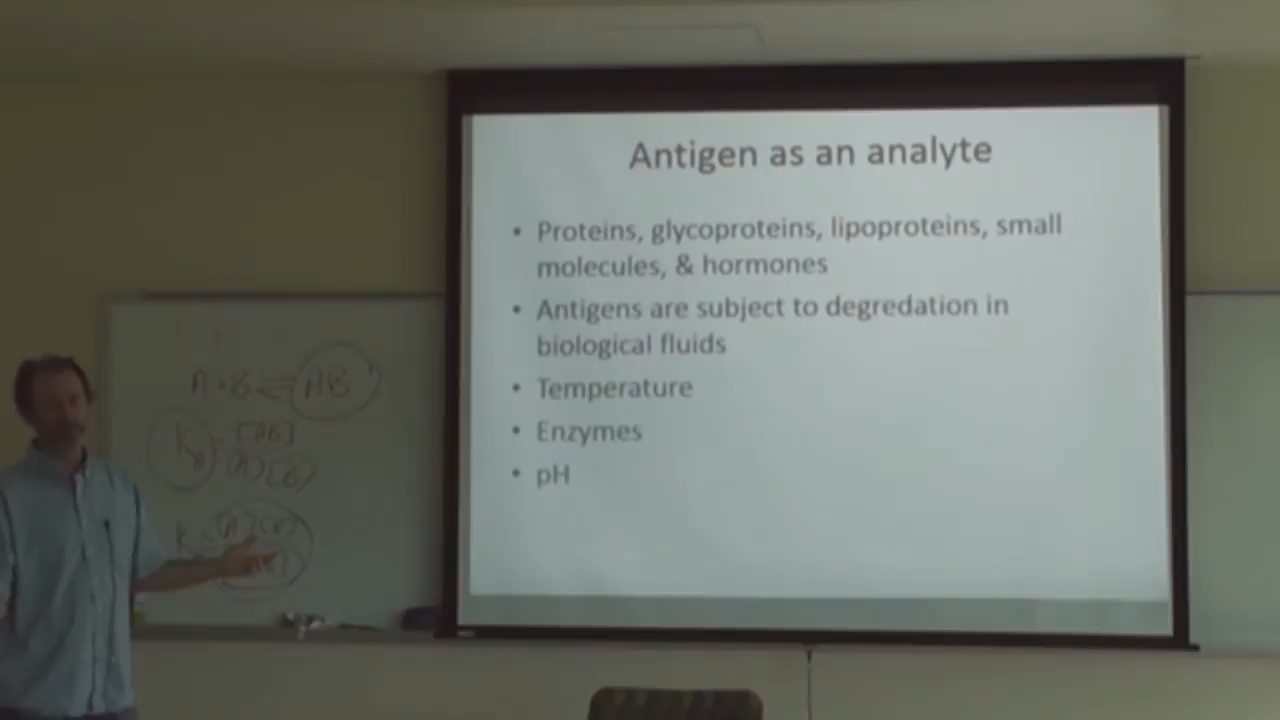 Antigen as an analyte
• Proteins, glycoproteins, lipoproteins, small
molecules, & hormones
• Antigens are subject to degredation in
biological fluids
• Temperature
• Enzymes
• pH
A + B AB
[AB]
[A][B]